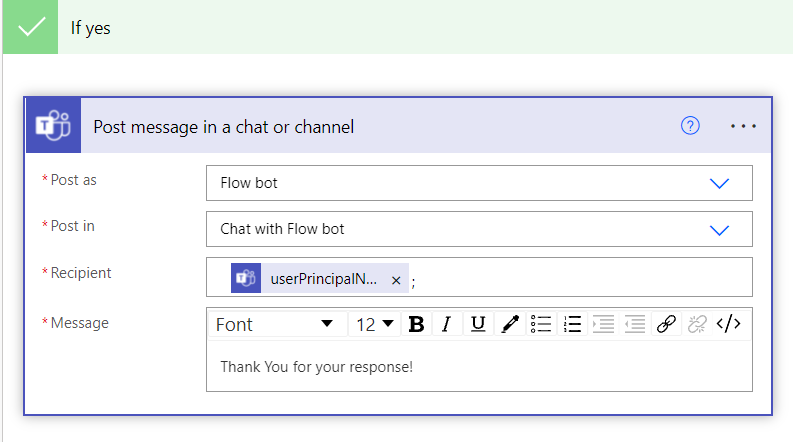 If yes
Post message in a chat or channel
* Post as
Flow bot
* Post in
Chat with Flow bot
* Recipient
userPrincipalN... × ;
* Message
Font 12 B I U </>
Thank You for your response!